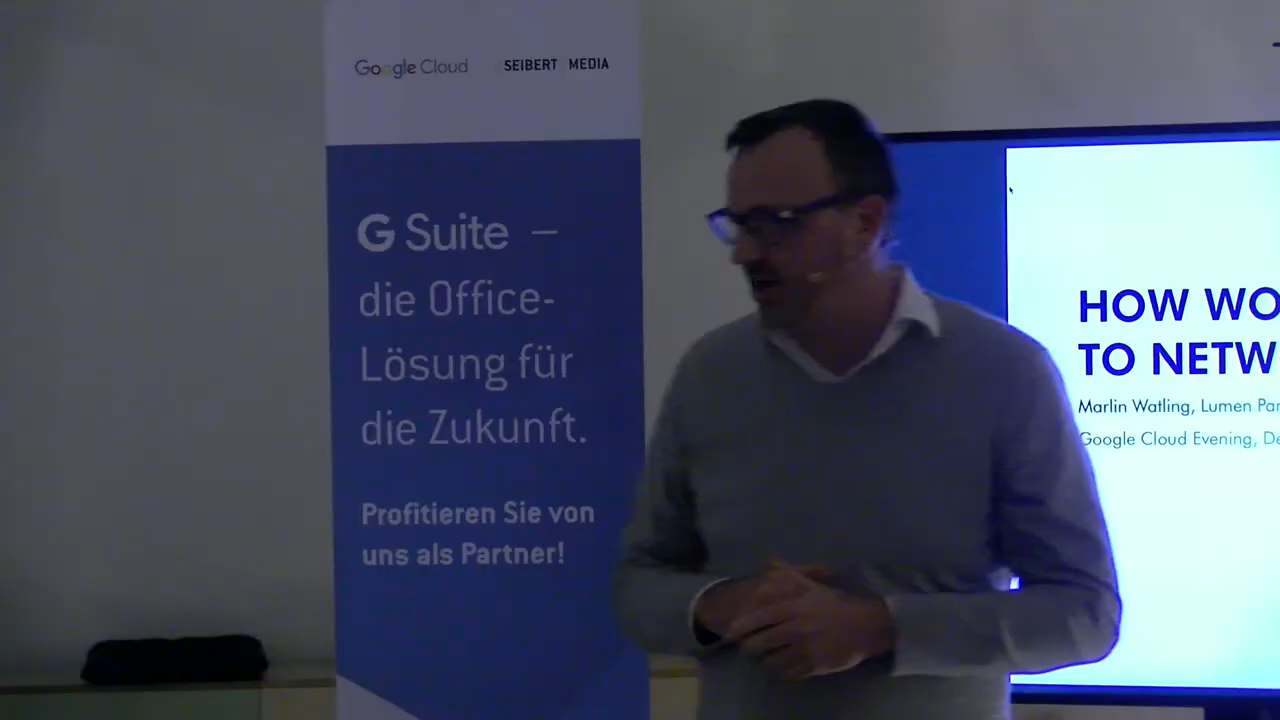 Google Cloud
SEIBERT MEDIA
G Suite –
die Office-
Lösung für
die Zukunft.
Profitieren Sie von
uns als Partner!
HOW WO
TO NETW
Marlin Watling, Lumen Par
Google Cloud Evening, De